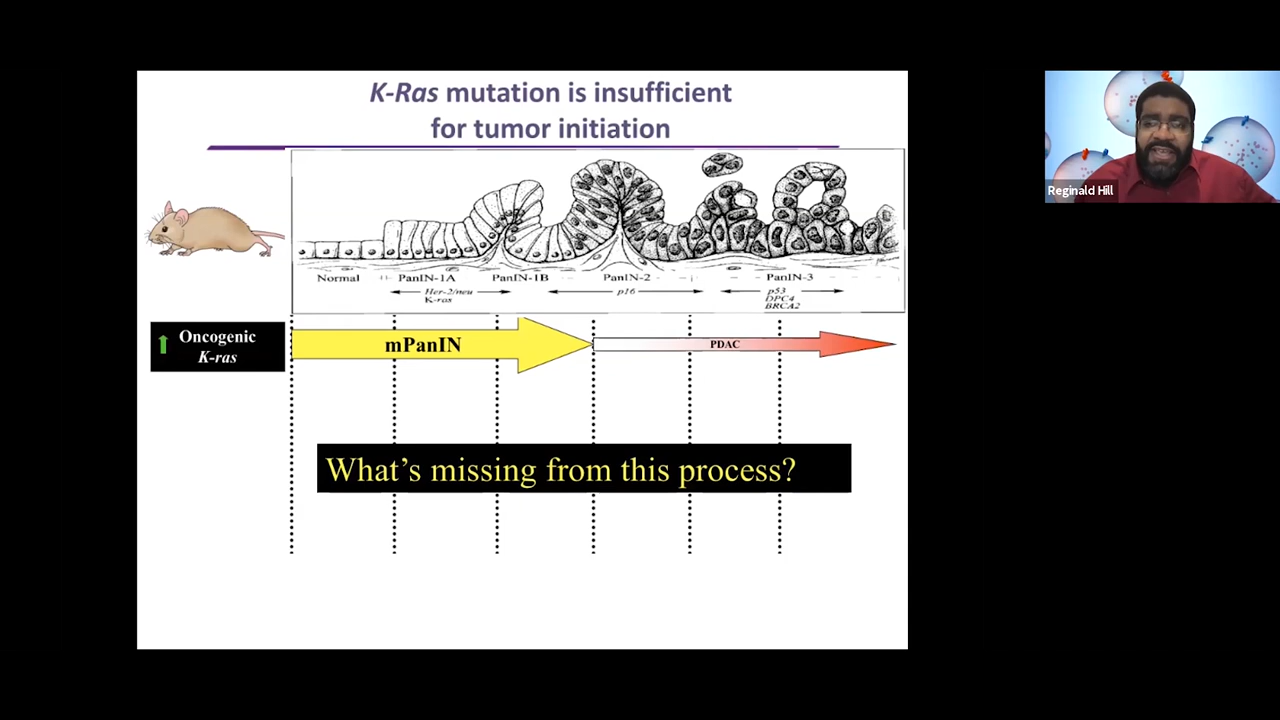 K-Ras mutation is insufficient
for tumor initiation
Reginald Hill
Normal PanIN-1A PanIN-1B PanIN-2 PanIN-3
Her-2/neu
K-ras
p16
p53
DPC4
BRCA2
Oncogenic
K-ras
mPanIN
PDAC
What's missing from this process?